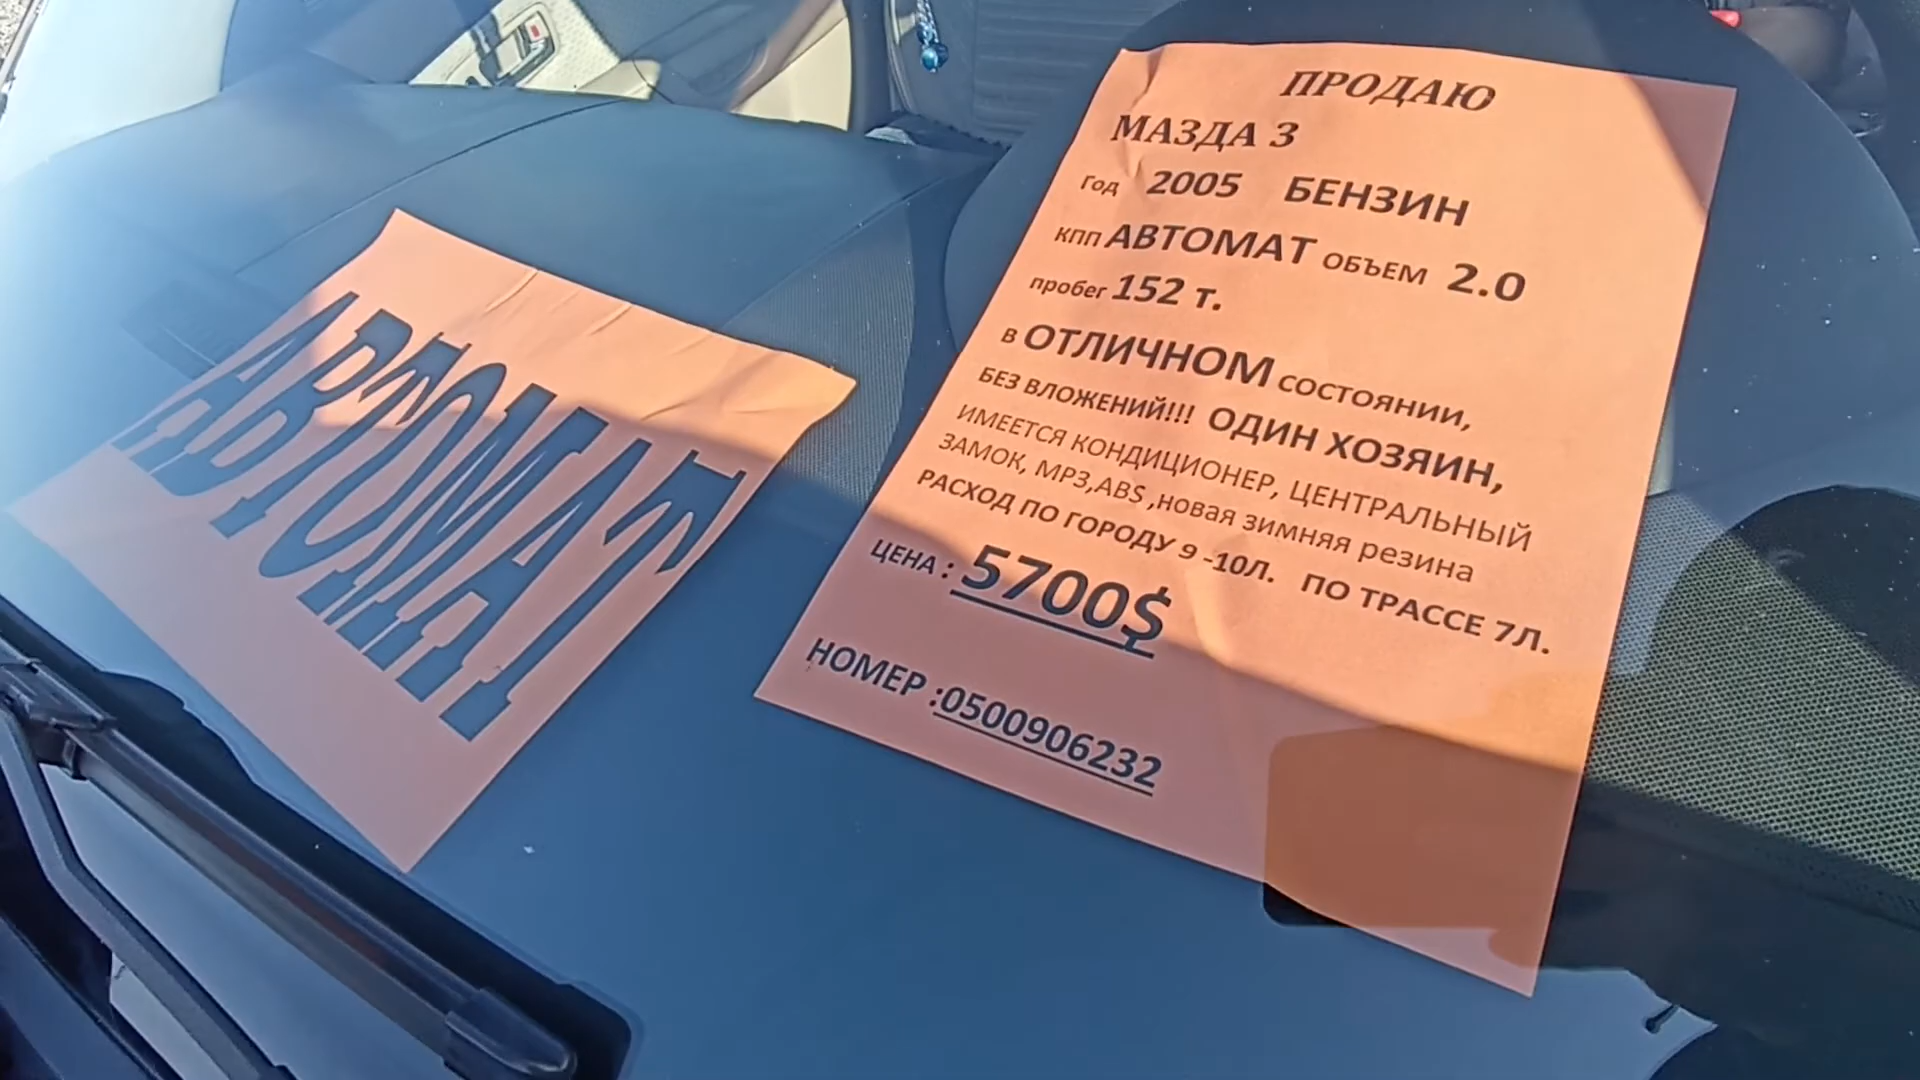 АВТОМАТ
ПРОДАЮ
МАЗДА 3
Год 2005 БЕНЗИН
КПП АВТОМАТ ОБЪЕМ 2.0
пробег 152 т.
в ОТЛИЧНОМ состоянии,
БЕЗ ВЛОЖЕНИЙ!!! ОДИН ХОЗЯИН,
ИМЕЕТСЯ КОНДИЦИОНЕР, ЦЕНТРАЛЬНЫЙ
ЗАМОК, МР3,ABS ,новая зимняя резина
РАСХОД ПО ГОРОДУ 9 -10Л. ПО ТРАССЕ 7Л.
ЦЕНА : 5700$
НОМЕР :0500906232